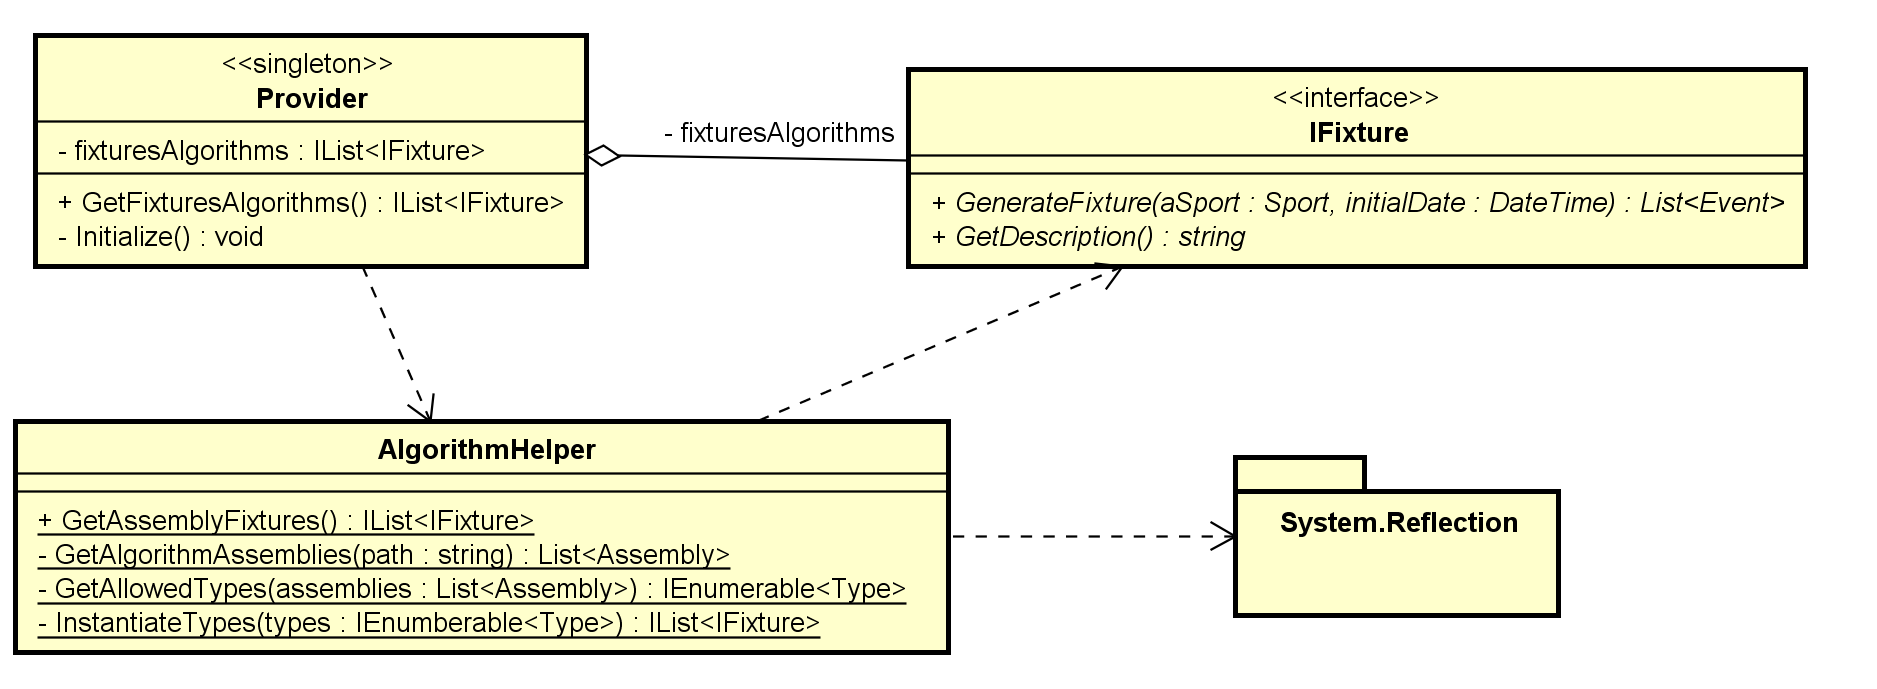 <<singleton>>
Provider
- fixturesAlgorithms : IList<IFixture>
+ GetFixturesAlgorithms() : IList<IFixture>
- Initialize() : void
- fixturesAlgorithms
<<interface>>
IFixture
+ GenerateFixture(aSport : Sport, initialDate : DateTime) : List<Event>
+ GetDescription() : string
AlgorithmHelper
+ GetAssemblyFixtures() : IList<IFixture>
- GetAlgorithmAssemblies(path : string) : List<Assembly>
- GetAllowedTypes(assemblies : List<Assembly>) : IEnumerable<Type>
- InstantiateTypes(types : IEnumberable<Type>) : IList<IFixture>
System.Reflection